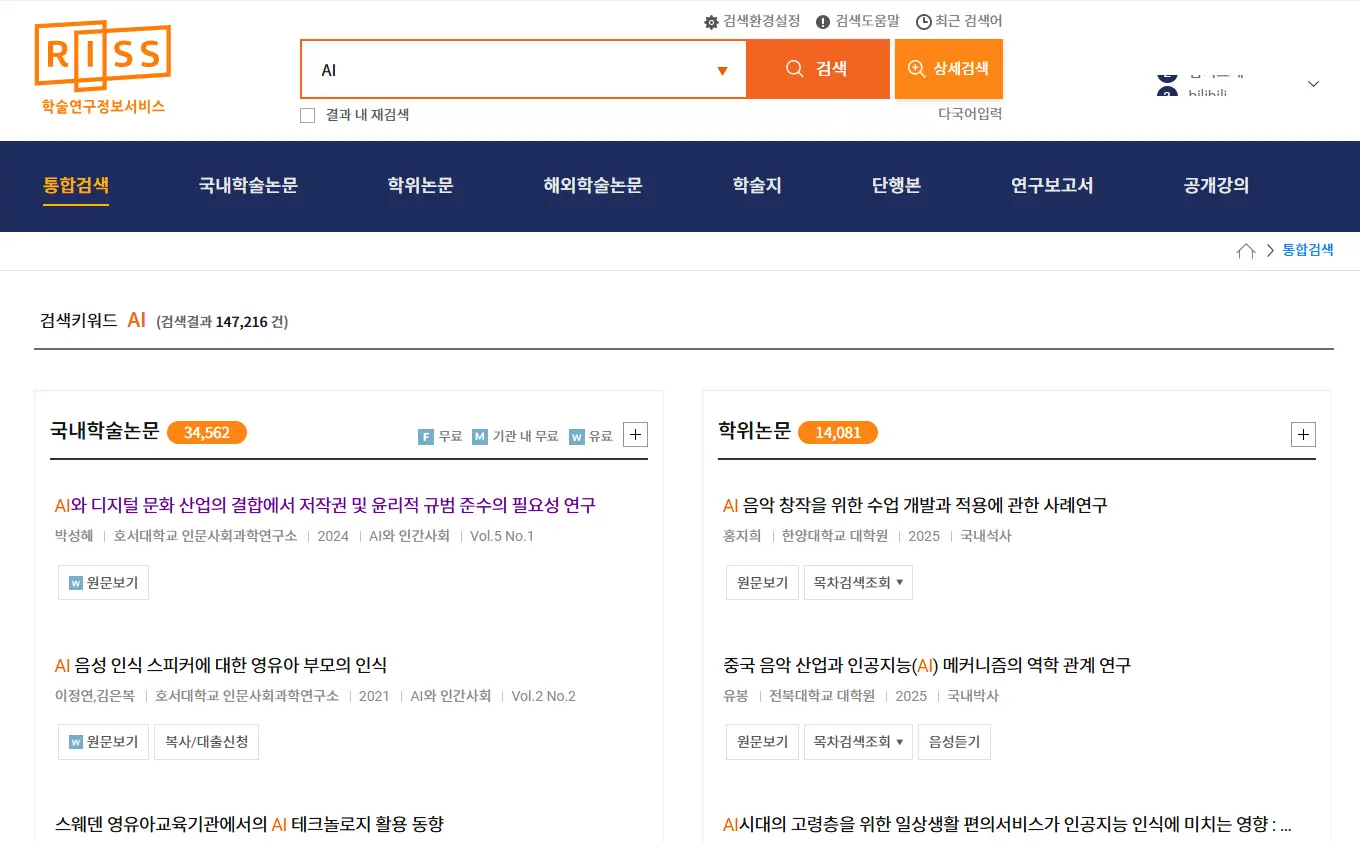 검색환경설정 검색도움말 최근 검색어
RISS
학술연구정보서비스
AI 검색 상세검색
결과 내 재검색 다국어입력
통합검색 국내학술논문 학위논문 해외학술논문 학술지 단행본 연구보고서 공개강의
통합검색
검색키워드 AI (검색결과 147,216 건)
국내학술논문 34,562 F 무료 M 기관 내 무료 W 유료
AI와 디지털 문화 산업의 결합에서 저작권 및 윤리적 규범 준수의 필요성 연구
박성혜 호서대학교 인문사회과학연구소 2024 AI와 인간사회 Vol.5 No.1
W 원문보기
AI 음성 인식 스피커에 대한 영유아 부모의 인식
이정연,김은복 호서대학교 인문사회과학연구소 2021 AI와 인간사회 Vol.2 No.2
W 원문보기 복사/대출신청
스웨덴 영유아교육기관에서의 AI 테크놀로지 활용 동향
학위논문 14,081
AI 음악 창작을 위한 수업 개발과 적용에 관한 사례연구
홍지희 한양대학교 대학원 2025 국내석사
원문보기 목차검색조회 ▼
중국 음악 산업과 인공지능(AI) 메커니즘의 역학 관계 연구
유봉 전북대학교 대학원 2025 국내박사
원문보기 목차검색조회 ▼ 음성듣기
AI시대의 고령층을 위한 일상생활 편의서비스가 인공지능 인식에 미치는 영향 : ...